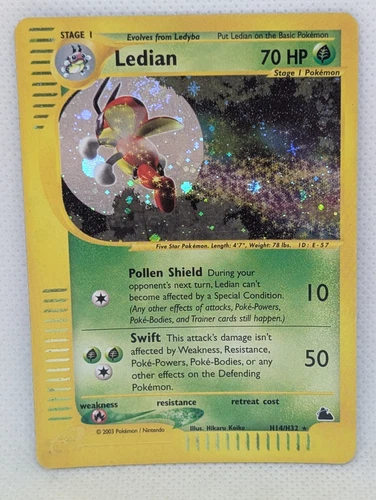 STAGE 1
Evolves from Ledyba
Put Ledian on the Basic Pokémon
Ledian
70 HP
Stage 1 Pokémon
Five Star Pokémon. Length: 4'7", Weight: 78 lbs. ID: E-57
Pollen Shield During your
opponent's next turn, Ledian can't
become affected by a Special Condition.
(Any other effects of attacks, Poké-Powers,
Poké-Bodies, and Trainer cards still happen.)
10
Swift This attack's damage isn't
affected by Weakness, Resistance,
Poké-Powers, Poké-Bodies, or any
other effects on the Defending
Pokémon.
50
weakness
resistance
retreat cost
© 2003 Pokémon / Nintendo
Illus. Hikaru Koike
H14/H32 ★